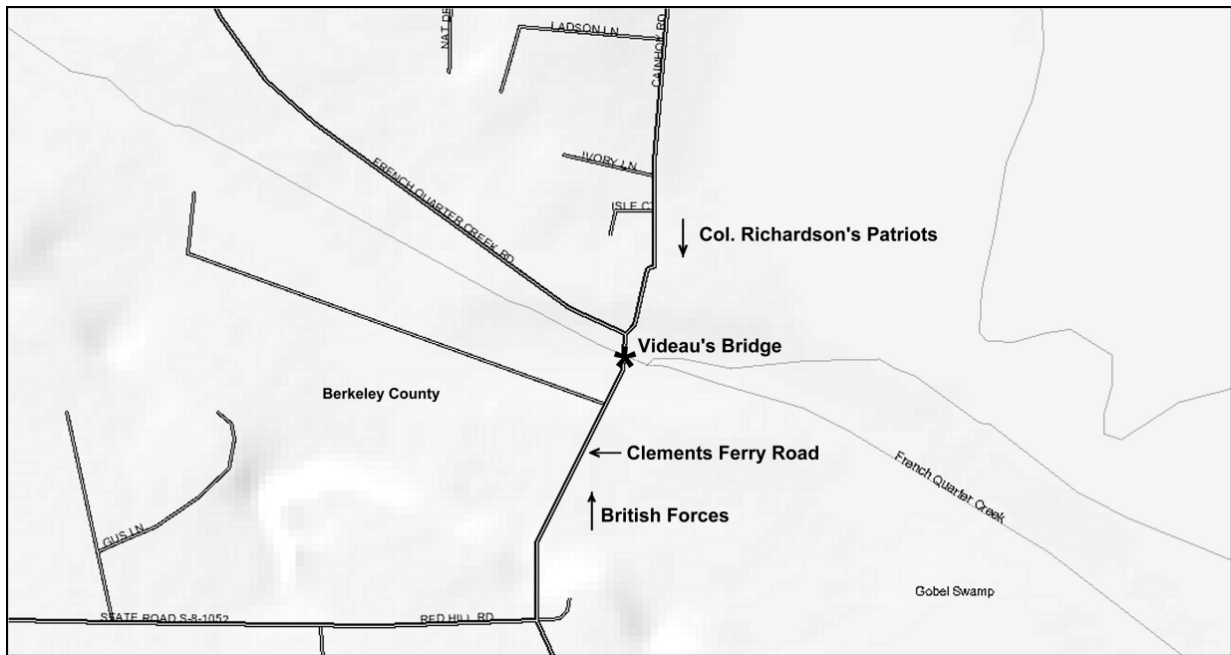 LADSON LN
NAT DR
CAINHOY RD
IVORY LN
FRENCH QUARTER CREEK RD
ISLE CT
Col. Richardson's Patriots
Videau's Bridge
Berkeley County
Clements Ferry Road
French Quarter Creek
British Forces
GUS LN
Gobel Swamp
STATE ROAD S-8-1052
RED HILL RD